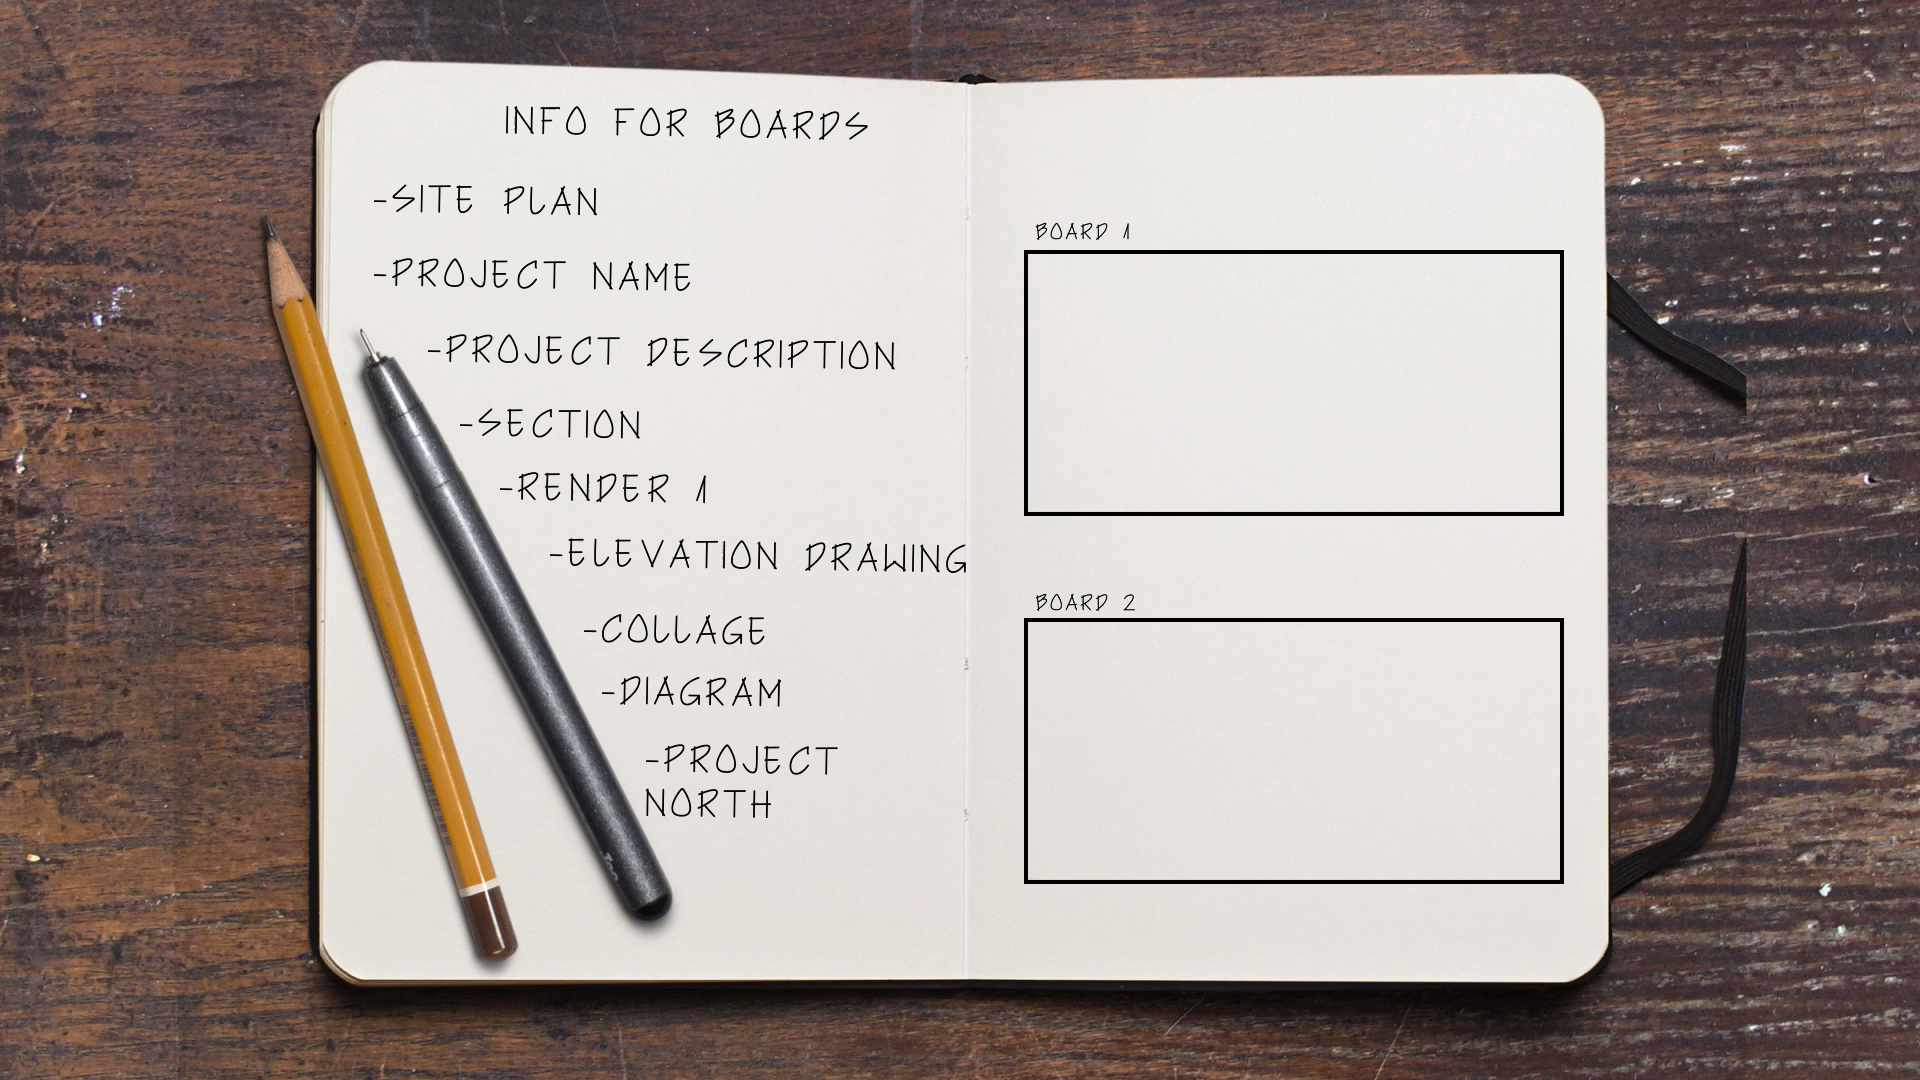 INFO FOR BOARDS
-SITE PLAN
-PROJECT NAME
-PROJECT DESCRIPTION
-SECTION
-RENDER 1
-ELEVATION DRAWING
-COLLAGE
-DIAGRAM
-PROJECT
NORTH
BOARD 1
BOARD 2